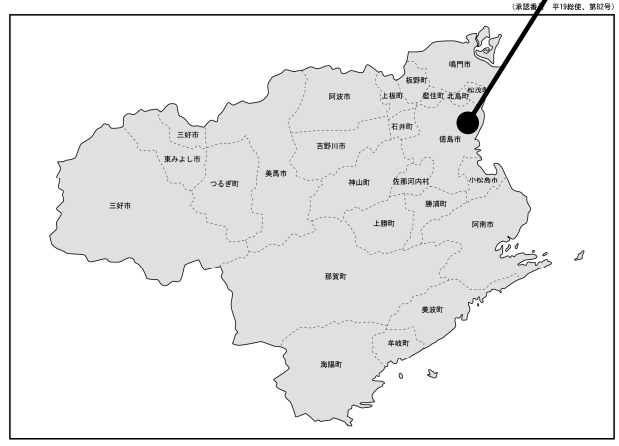 (承認番号 平19総使、第82号)
鳴門市
板野町
松茂町
阿波市
上板町
藍住町
北島町
石井町
三好市
徳島市
吉野川市
東みよし市
美馬市
つるぎ町
神山町
佐那河内村
小松島市
三好市
勝浦町
上勝町
阿南市
那賀町
美波町
牟岐町
海陽町